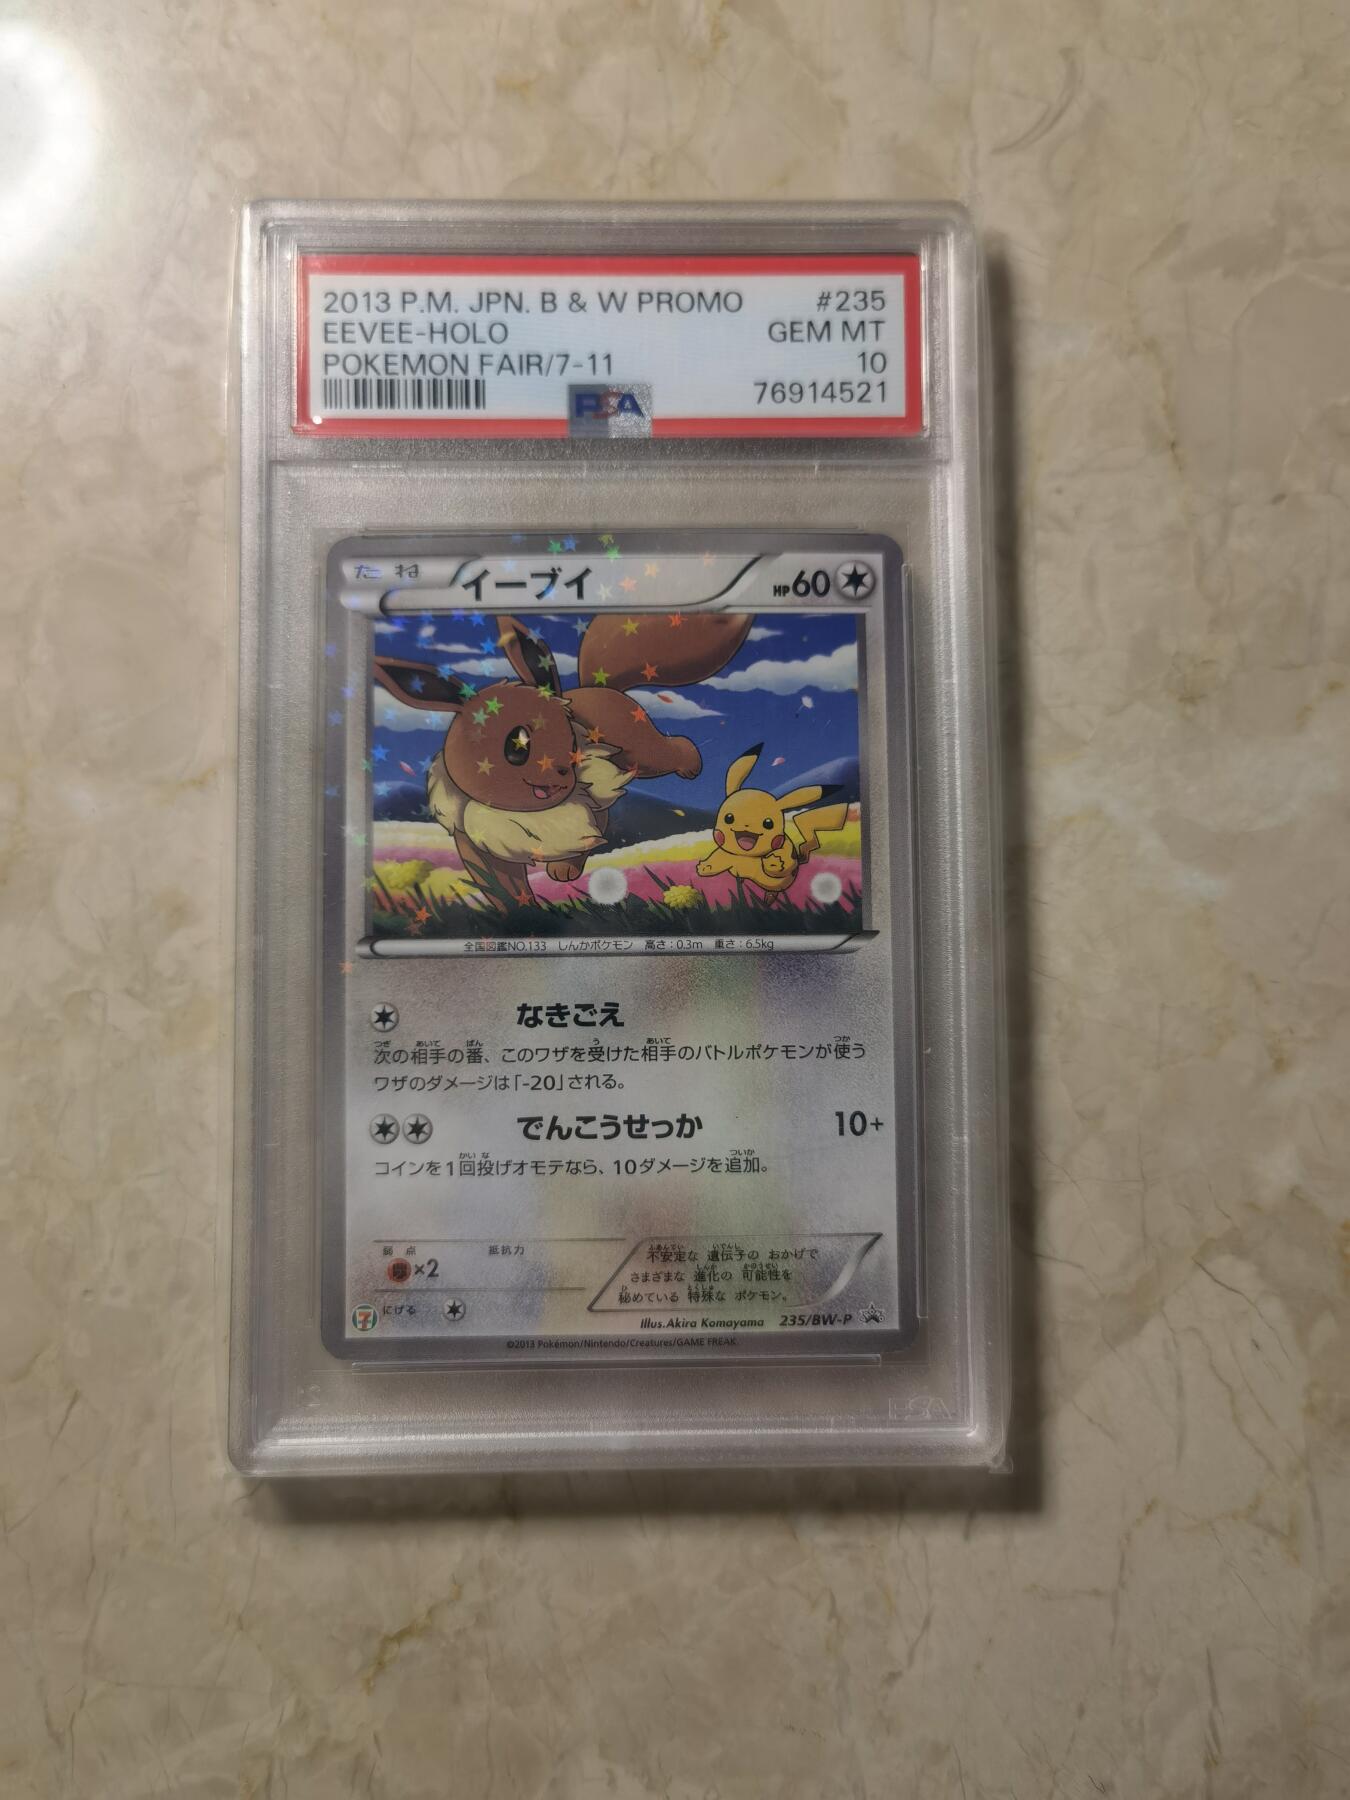 2013 P.M. JPN. B & W PROMO #235
EEVEE-HOLO GEM MT
POKEMON FAIR/7-11 10
76914521
PSA
たね イーブイ HP60
全国図鑑NO.133 しんかポケモン 高さ:0.3m 重さ:6.5kg
なきごえ
次の相手の番、このワザを受けた相手のバトルポケモンが使う
ワザのダメージは「-20」される。
でんこうせっか 10+
コインを1回投げオモテなら、10ダメージを追加。
弱点 抵抗力
×2
不安定な 遺伝子の おかげで
さまざまな 進化の 可能性を
秘めている 特殊な ポケモン。
7 にげる
Illus.Akira Komayama 235/BW-P
©2013 Pokémon/Nintendo/Creatures/GAME FREAK.
PSA